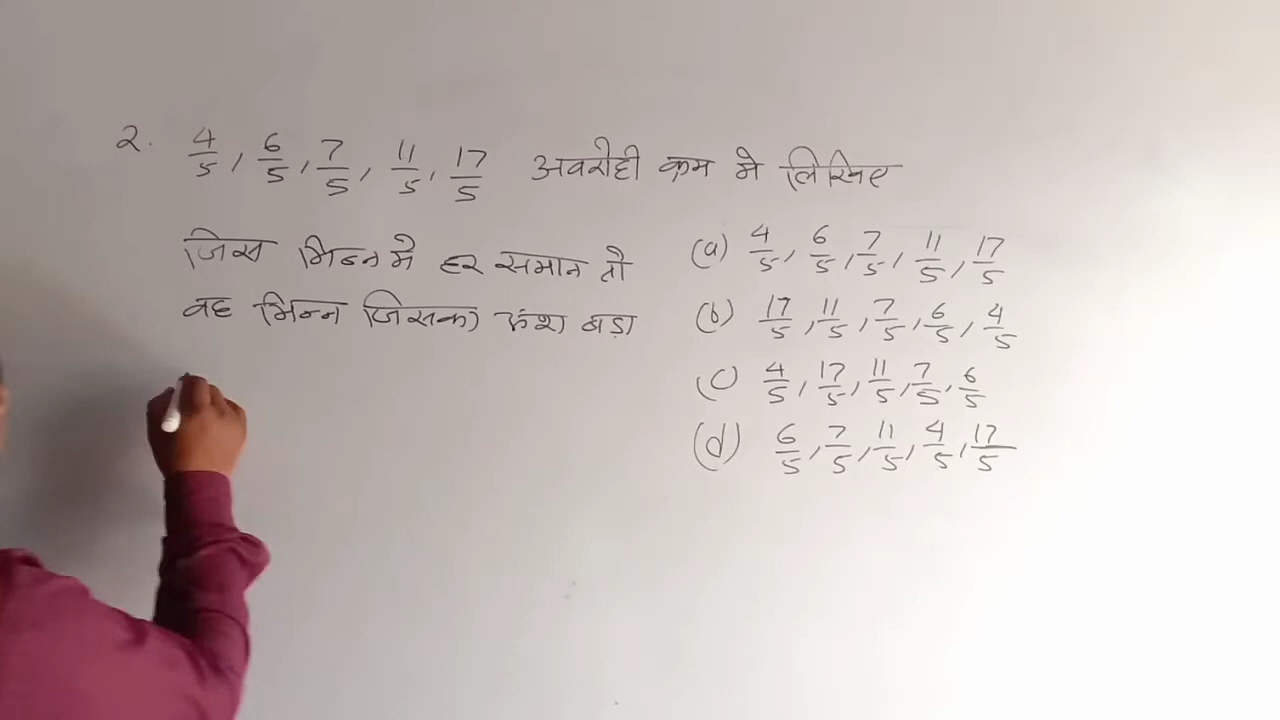 २. 4/5, 6/5, 7/5, 11/5, 17/5 अवरोही क्रम मे लिखिए
जिस भिन्न मे हर समान तो
वह भिन्न जिसका अंश बड़ा
(a) 4/5, 6/5, 7/5, 11/5, 17/5
(b) 17/5, 11/5, 7/5, 6/5, 4/5
(c) 4/5, 17/5, 11/5, 7/5, 6/5
(d) 6/5, 7/5, 11/5, 4/5, 17/5